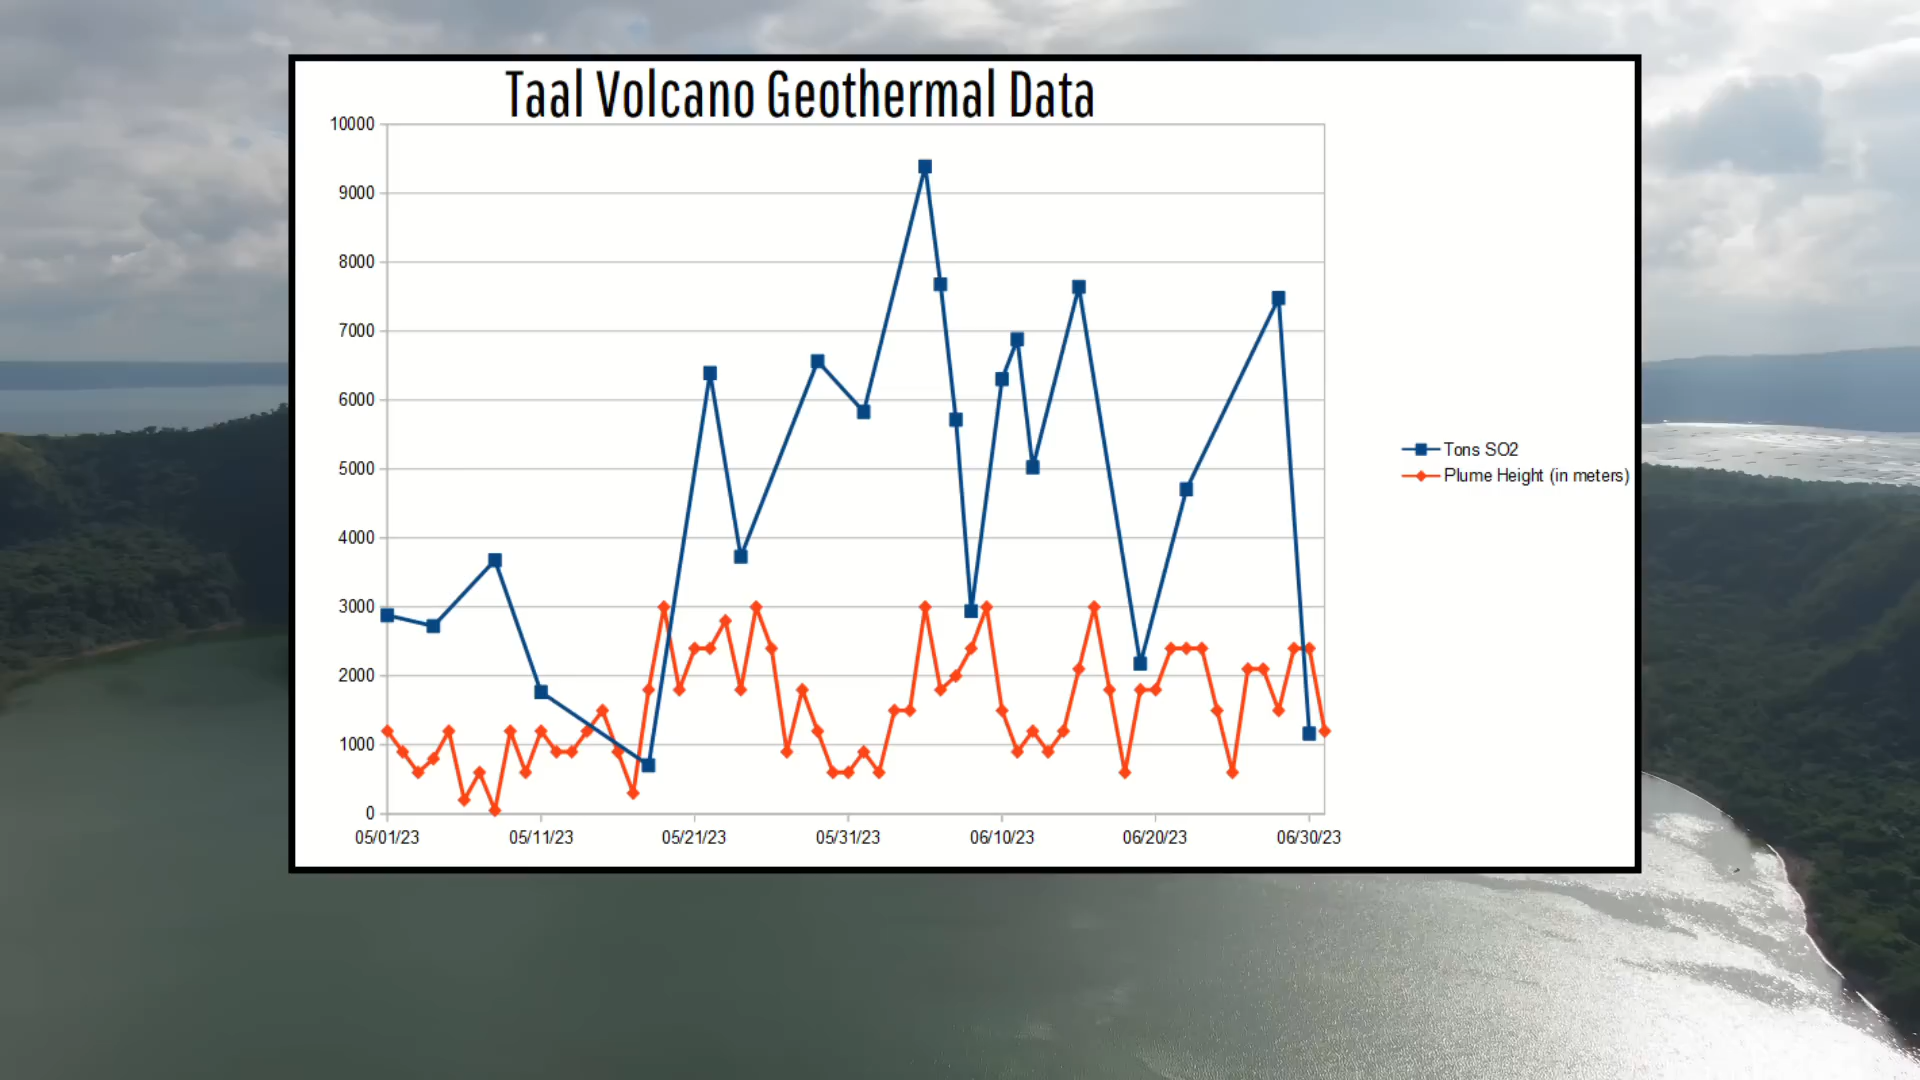 Taal Volcano Geothermal Data
10000
9000
8000
7000
6000
5000
4000
3000
2000
1000
0
05/01/23 05/11/23 05/21/23 05/31/23 06/10/23 06/20/23 06/30/23
Tons SO2
Plume Height (in meters)